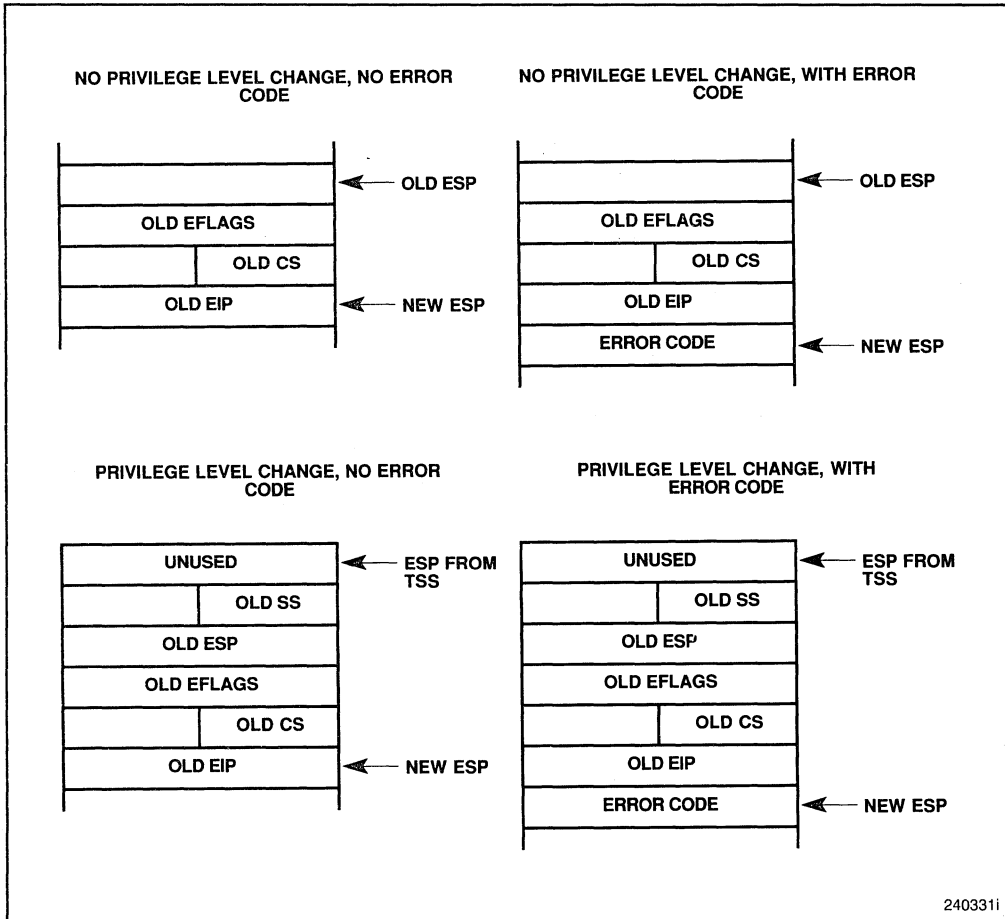 NO PRIVILEGE LEVEL CHANGE, NO ERROR
CODE
OLD ESP
OLD EFLAGS
OLD CS
OLD EIP
NEW ESP
NO PRIVILEGE LEVEL CHANGE, WITH ERROR
CODE
OLD ESP
OLD EFLAGS
OLD CS
OLD EIP
ERROR CODE
NEW ESP
PRIVILEGE LEVEL CHANGE, NO ERROR
CODE
UNUSED
ESP FROM
TSS
OLD SS
OLD ESP
OLD EFLAGS
OLD CS
OLD EIP
NEW ESP
PRIVILEGE LEVEL CHANGE, WITH
ERROR CODE
UNUSED
ESP FROM
TSS
OLD SS
OLD ESP
OLD EFLAGS
OLD CS
OLD EIP
ERROR CODE
NEW ESP
240331i